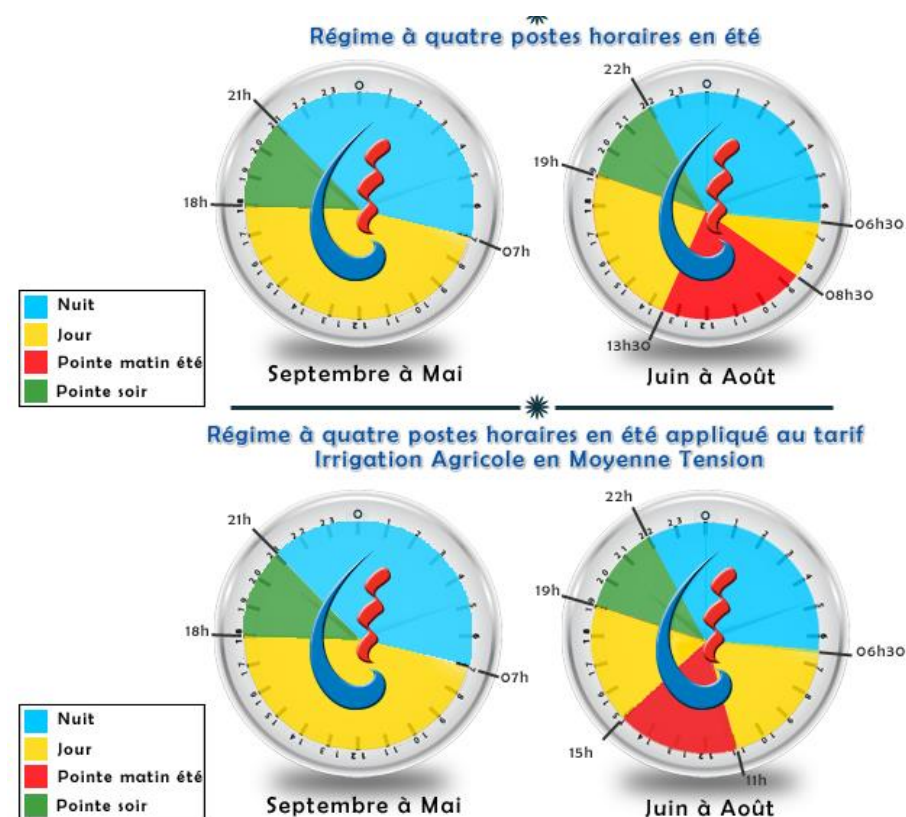 Régime à quatre postes horaires en été
22h
21h
19h
18h
06h30
07h
08h30
13h30
Nuit
Jour
Pointe matin été
Pointe soir
Septembre à Mai
Juin à Août
Régime à quatre postes horaires en été appliqué au tarif
Irrigation Agricole en Moyenne Tension
22h
21h
19h
18h
06h30
07h
15h
11h
Nuit
Jour
Pointe matin été
Pointe soir
Septembre à Mai
Juin à Août